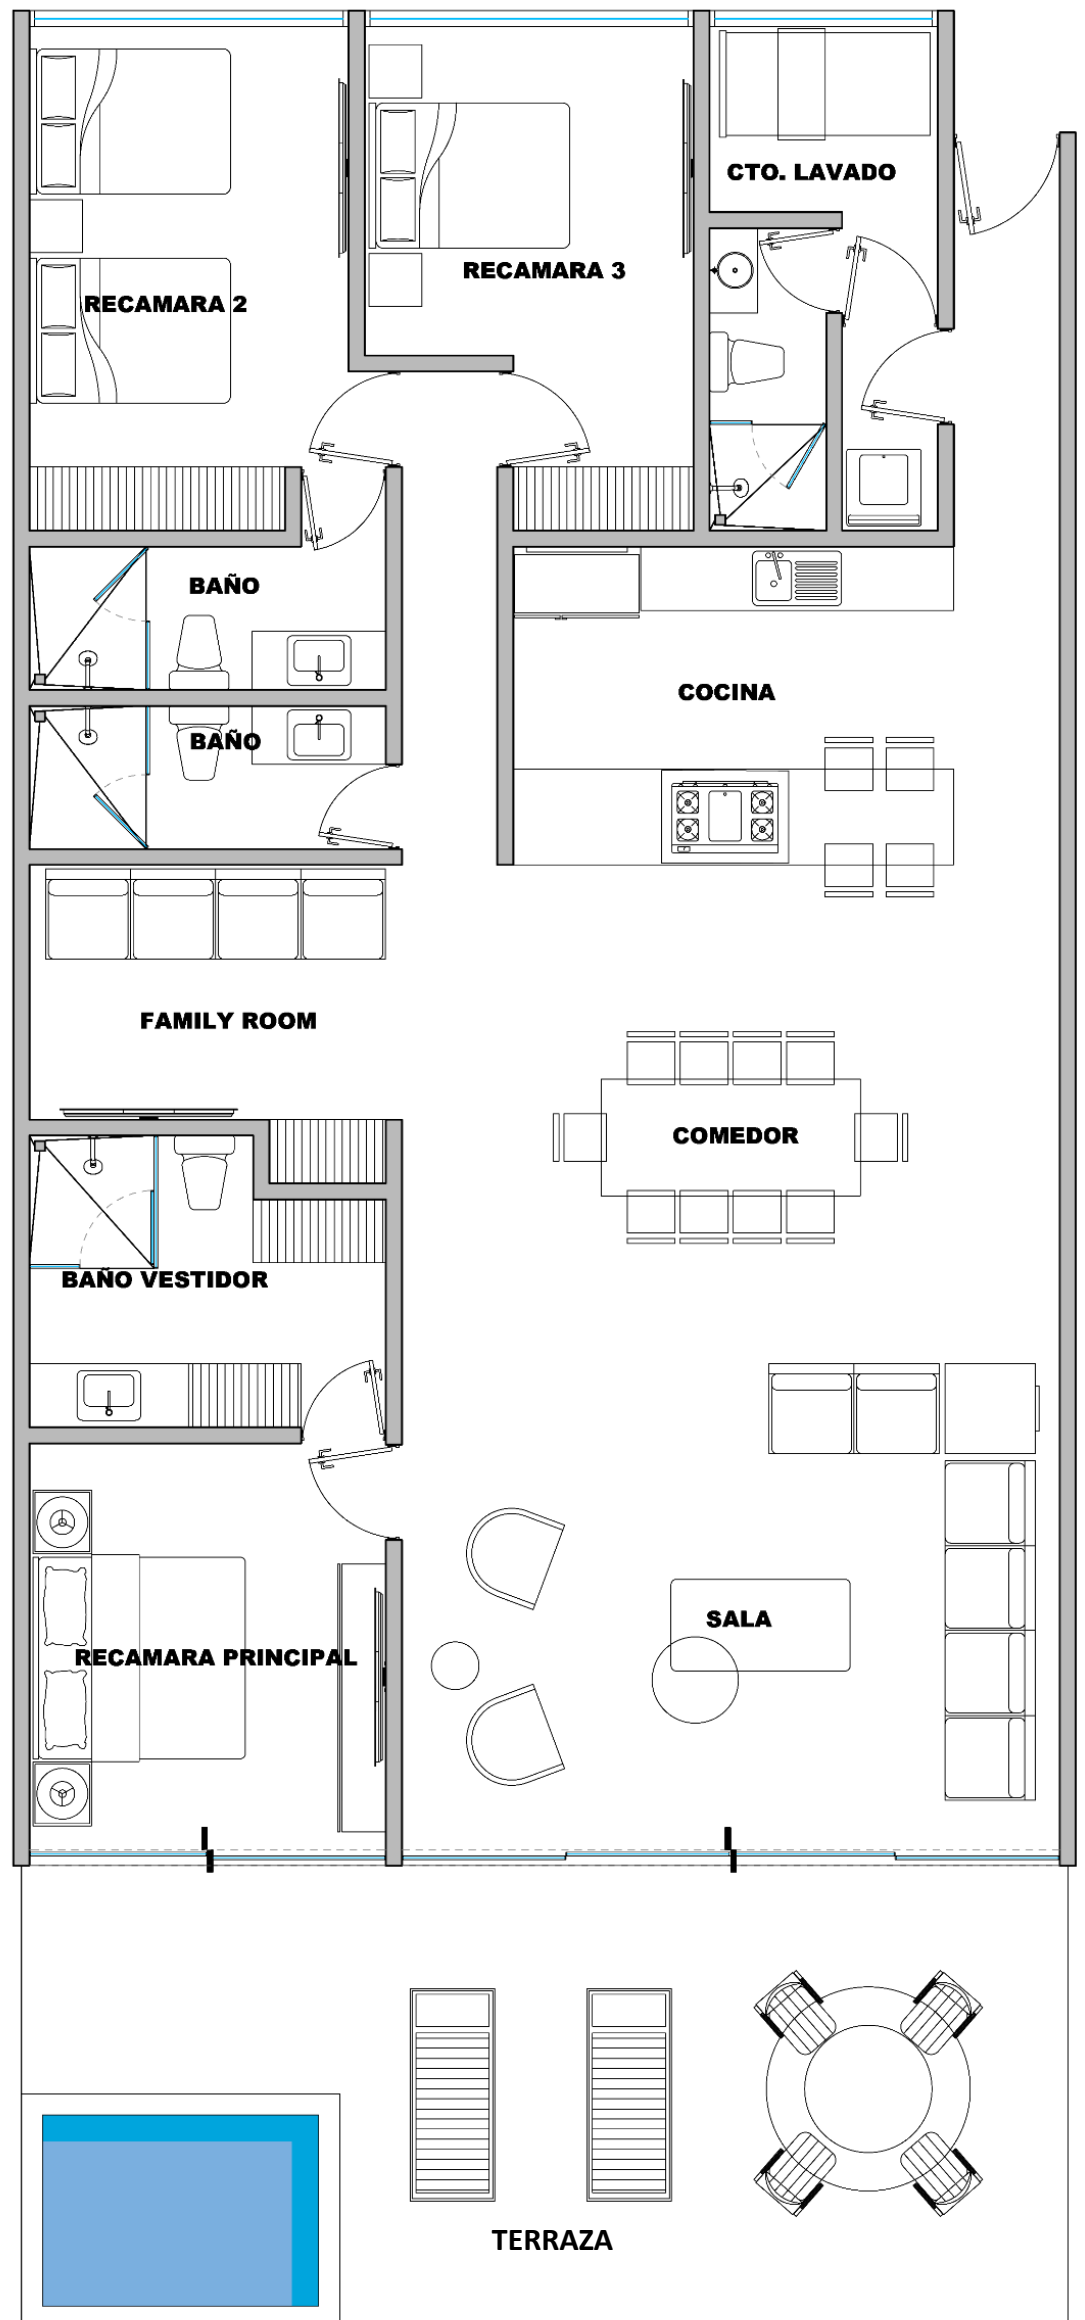 CTO. LAVADO
RECAMARA 3
RECAMARA 2
BAÑO
COCINA
BAÑO
FAMILY ROOM
COMEDOR
BAÑO VESTIDOR
SALA
RECAMARA PRINCIPAL
TERRAZA